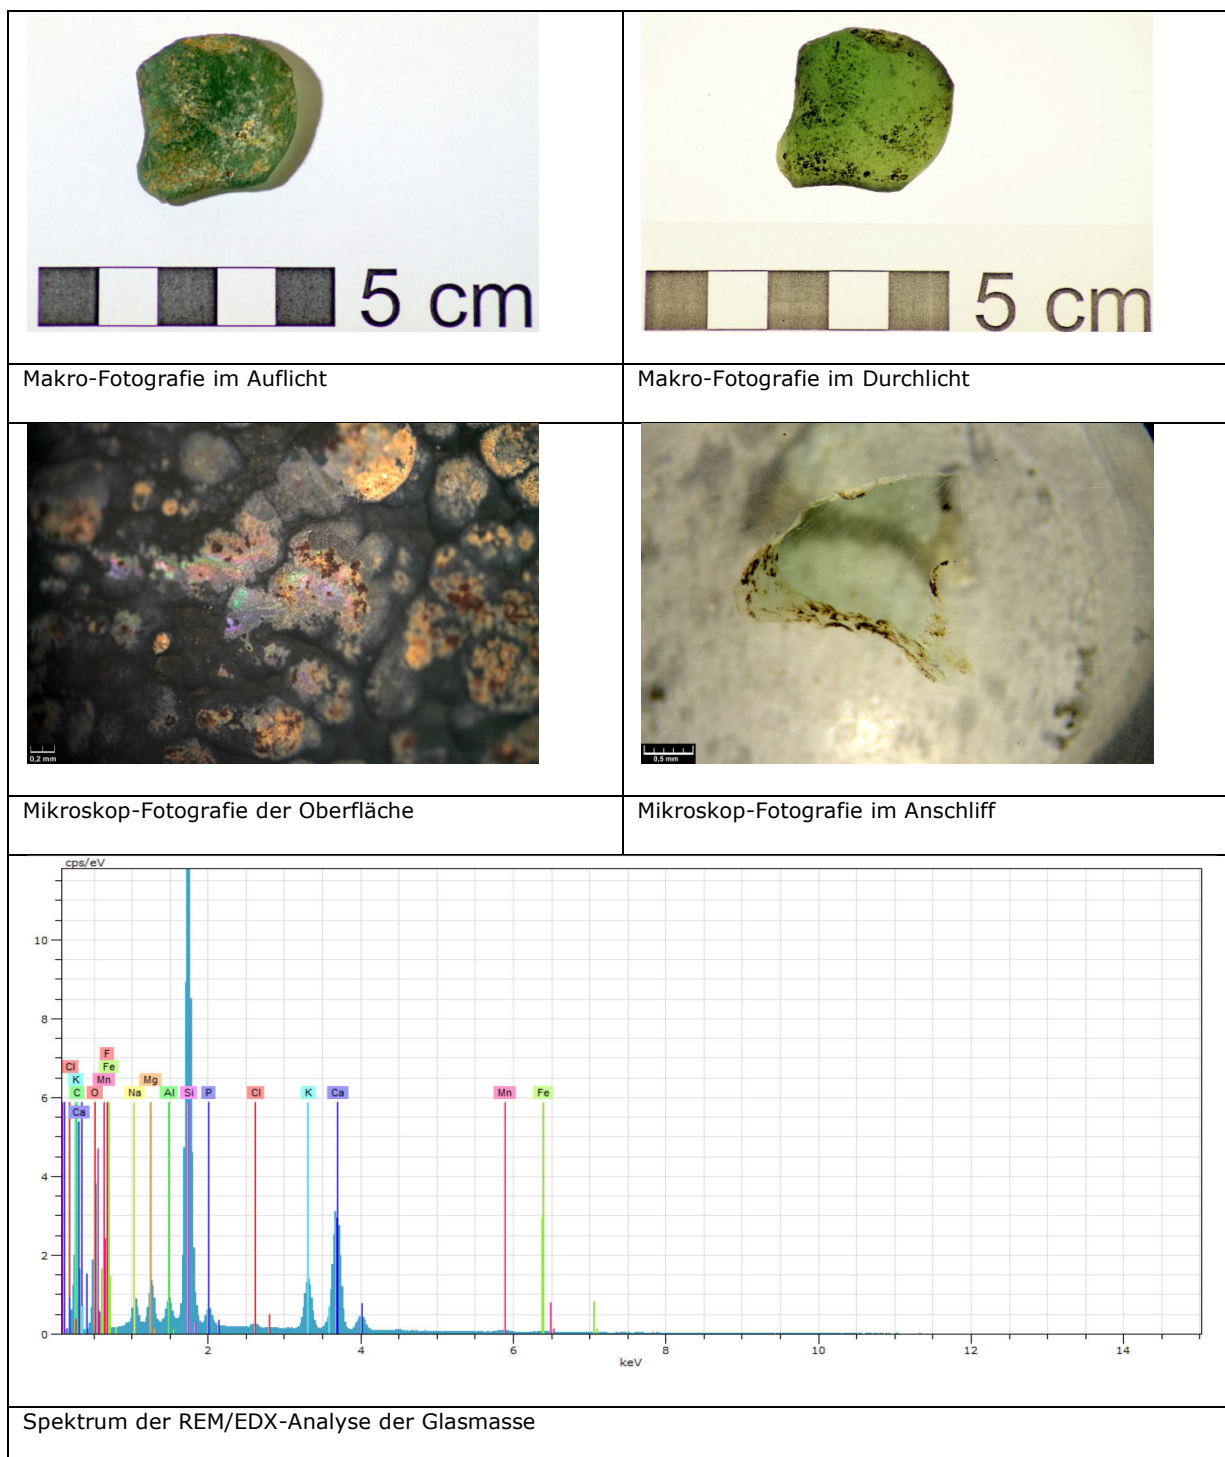 5 cm
5 cm
Makro-Fotografie im Auflicht
Makro-Fotografie im Durchlicht
0,2 mm
0,5 mm
Mikroskop-Fotografie der Oberfläche
Mikroskop-Fotografie im Anschliff
cps/eV
10
8
6
4
2
0
F
Cl Fe
K Mn Mg
C O Na Al Si P Cl K Ca Mn Fe
Ca
2 4 6 8 10 12 14
keV
Spektrum der REM/EDX-Analyse der Glasmasse